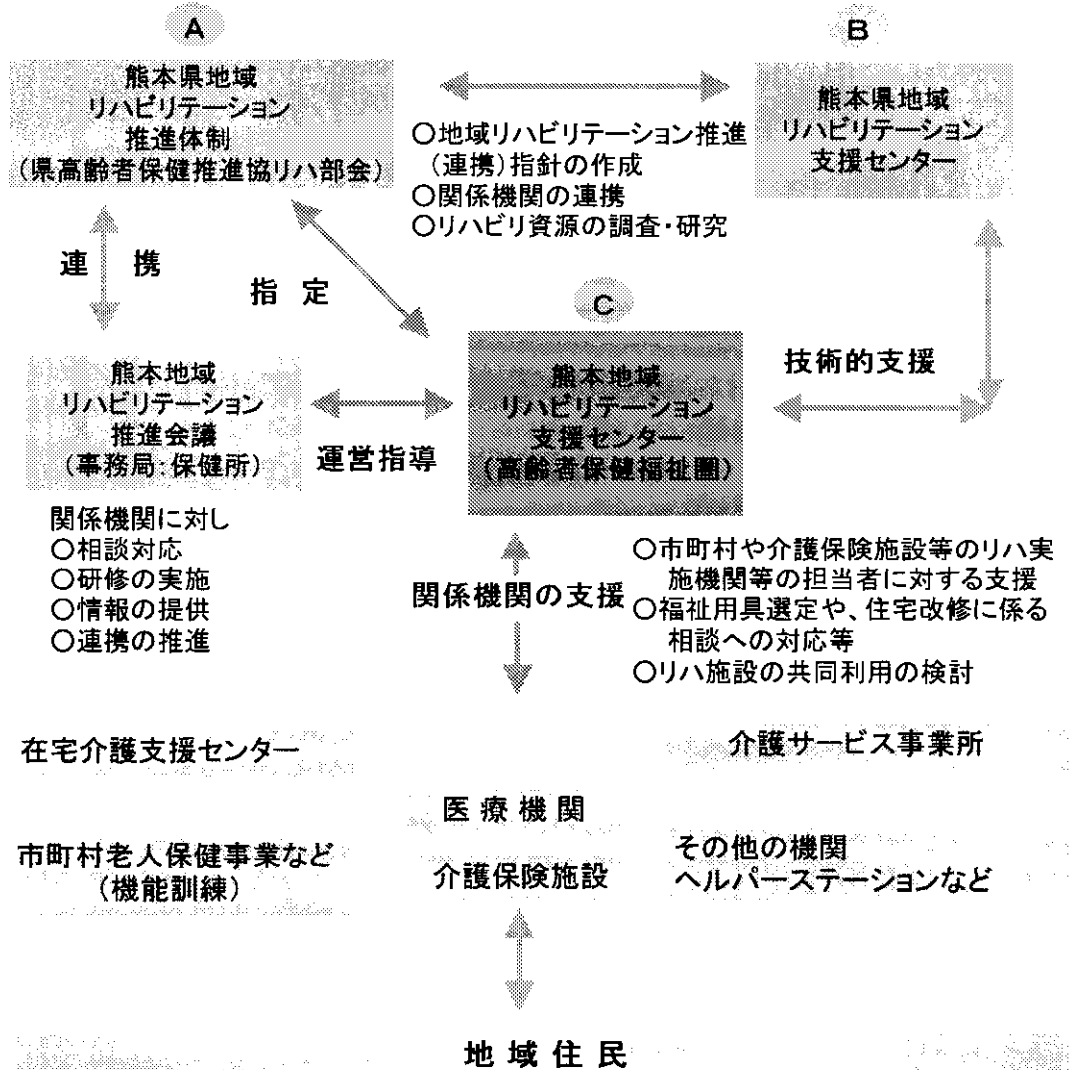 A
熊本県地域
リハビリテーション
推進体制
(県高齢者保健推進協リハ部会)
B
熊本県地域
リハビリテーション
支援センター
○地域リハビリテーション推進
(連携)指針の作成
○関係機関の連携
○リハビリ資源の調査・研究
連 携
指 定
C
熊本地域
リハビリテーション
支援センター
(高齢者保健福祉圏)
技術的支援
熊本地域
リハビリテーション
推進会議
(事務局:保健所)
運営指導
関係機関に対し
○相談対応
○研修の実施
○情報の提供
○連携の推進
関係機関の支援
○市町村や介護保険施設等のリハ実
施機関等の担当者に対する支援
○福祉用具選定や、住宅改修に係る
相談への対応等
○リハ施設の共同利用の検討
在宅介護支援センター
介護サービス事業所
医療機関
市町村老人保健事業など
(機能訓練)
介護保険施設
その他の機関
ヘルパーステーションなど
地域住民